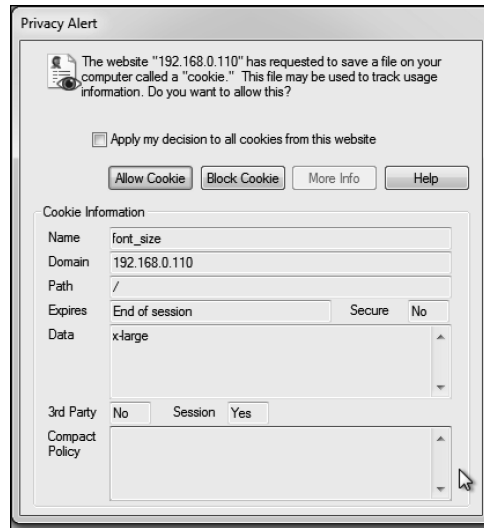 Privacy Alert
The website "192.168.0.110" has requested to save a file on your
computer called a "cookie." This file may be used to track usage
information. Do you want to allow this?
Apply my decision to all cookies from this website
Allow Cookie Block Cookie More Info Help
Cookie Information
Name font_size
Domain 192.168.0.110
Path /
Expires End of session Secure No
Data x-large
3rd Party No Session Yes
Compact
Policy